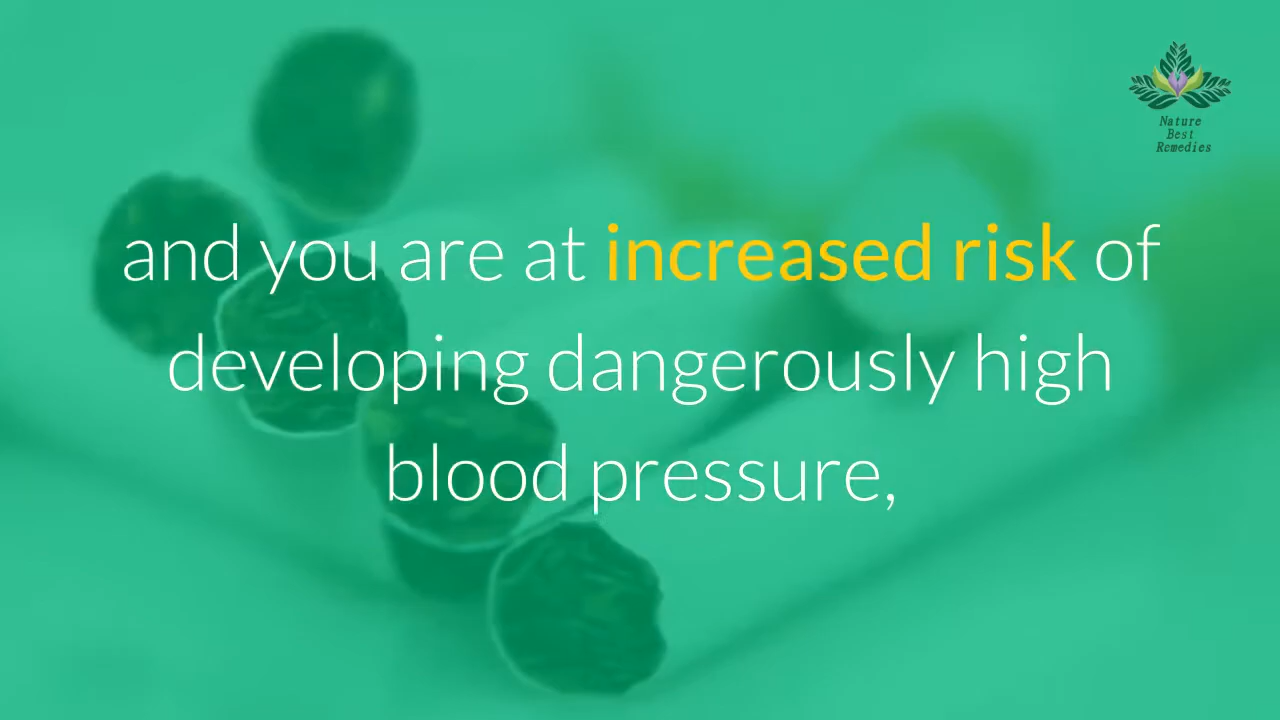 Nature
Best
Remedies
and you are at increased risk of
developing dangerously high
blood pressure,